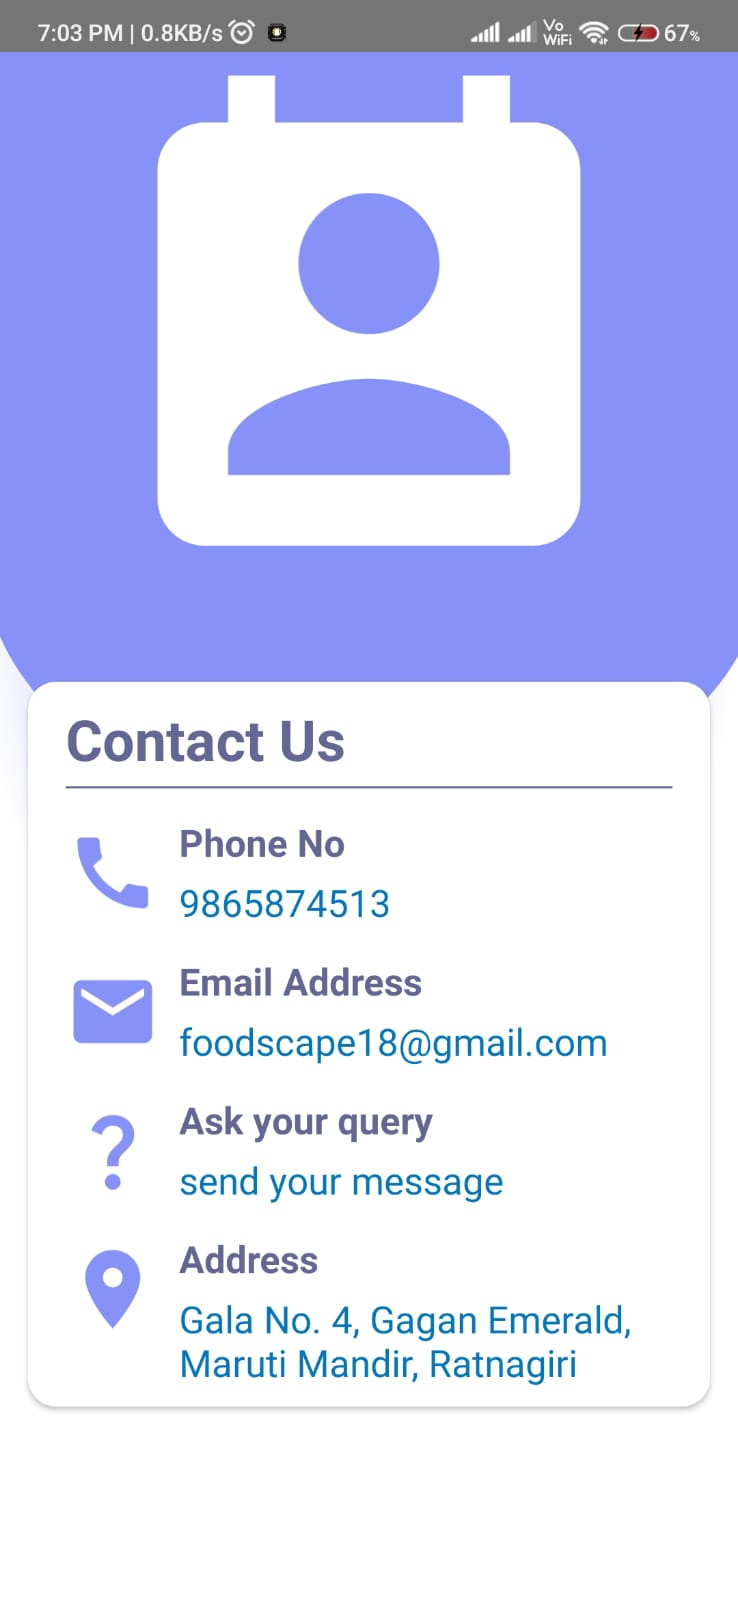 7:03 PM | 0.8KB/s
Vo
WiFi
67%
Contact Us
Phone No
9865874513
Email Address
foodscape18@gmail.com
Ask your query
send your message
Address
Gala No. 4, Gagan Emerald,
Maruti Mandir, Ratnagiri